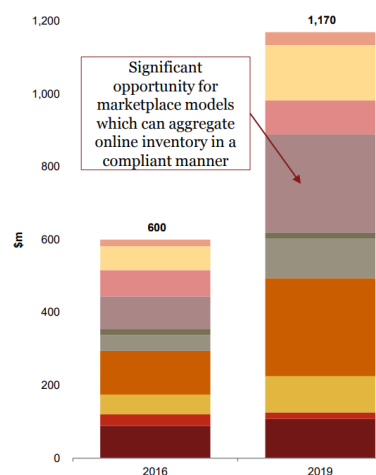 1,200
1,170
Significant
opportunity for
marketplace models
which can aggregate
online inventory in a
compliant manner
1,000
800
600
600
$m
400
200
0
2016
2019